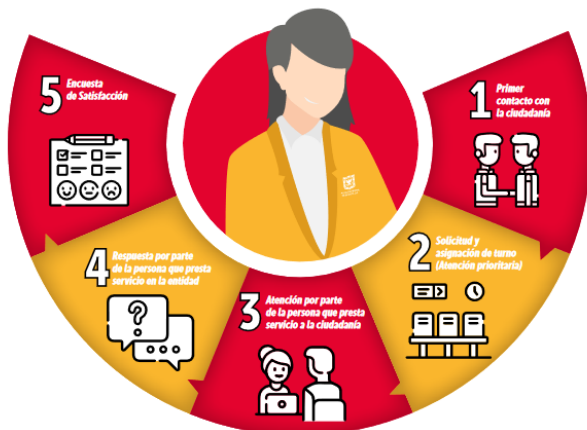 1
Primer
contacto con
la ciudadanía
2
Solicitud y
asignación de turno
(Atención prioritaria)
3
Atención por parte
de la persona que presta
servicio a la ciudadanía
4
Respuesta por parte
de la persona que presta
servicio en la entidad
5
Encuesta
de Satisfacción